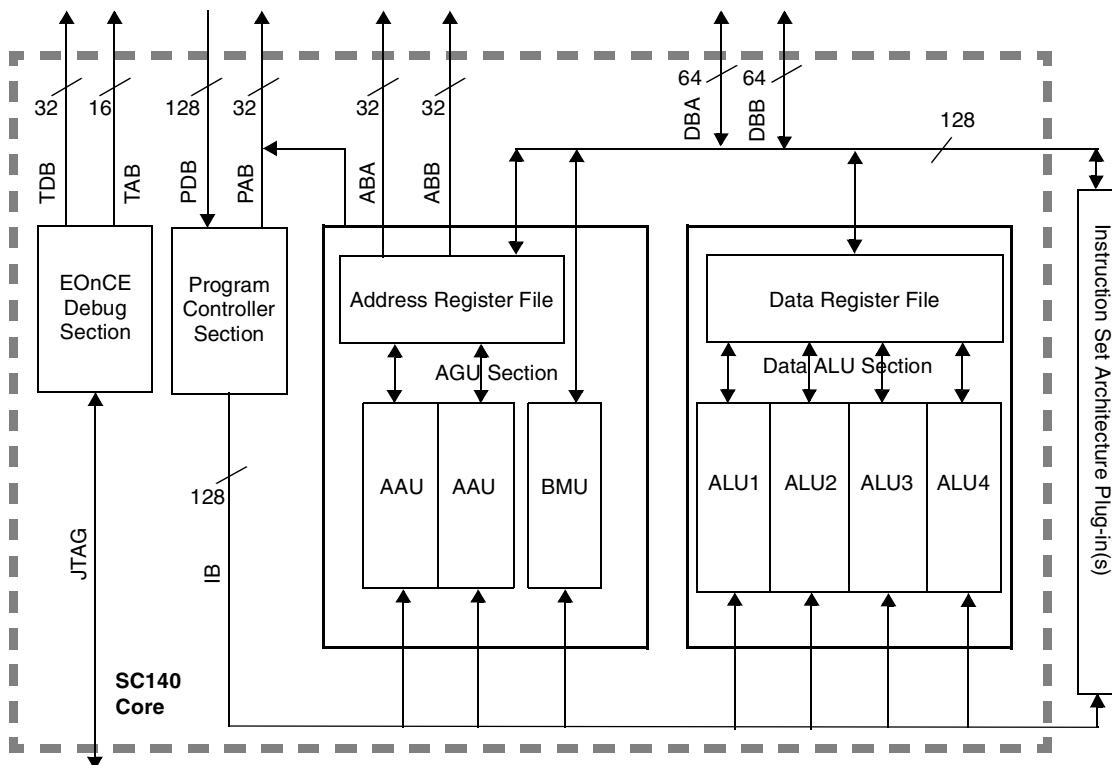 32
16
128
32
32
32
64
64
128
TDB
TAB
PDB
PAB
ABA
ABB
DBA
DBB
EOnCE
Debug
Section
Program
Controller
Section
Address Register File
Data Register File
AGU Section
Data ALU Section
AAU
AAU
BMU
ALU1
ALU2
ALU3
ALU4
Instruction Set Architecture Plug-in(s)
128
JTAG
IB
SC140
Core